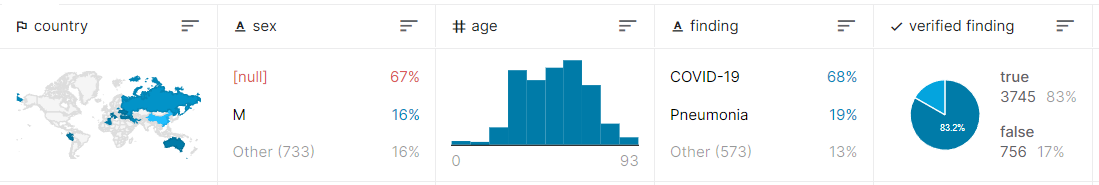 country
sex
age
finding
verified finding
[null] 67%
M 16%
Other (733) 16%
0 93
COVID-19 68%
Pneumonia 19%
Other (573) 13%
83.2%
true
3745 83%
false
756 17%